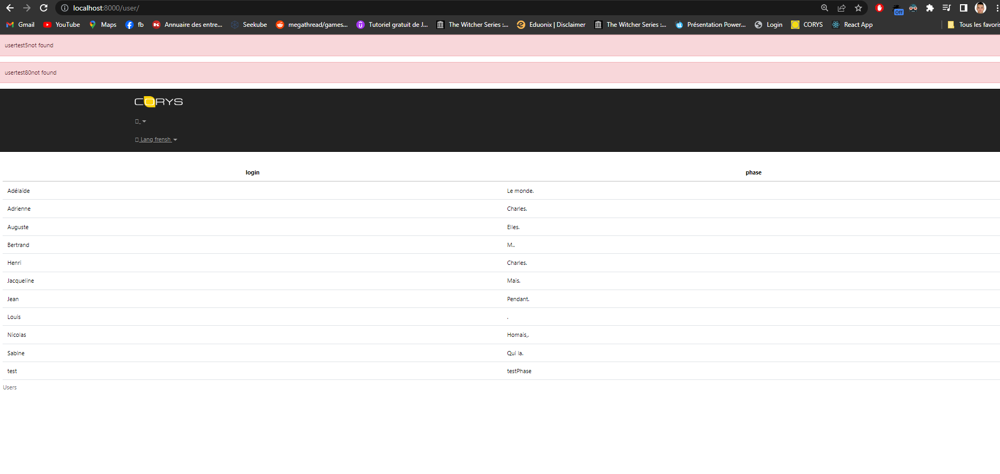 localhost:8000/user/
Off
Gmail YouTube Maps fb Annuaire des entre... Seekube megathread/games... Tutoriel gratuit de J... The Witcher Series :... Eduonix | Disclaimer The Witcher Series :... Présentation Power... Login CORYS React App Tous les favoris
usertest5not found
usertest80not found
CORYS
Lang frensh
login phase
Adélaïde Le monde.
Adrienne Charles.
Auguste Elles.
Bertrand M..
Henri Charles.
Jacqueline Mais.
Jean Pendant.
Louis .
Nicolas Homais,.
Sabine Qui la.
test testPhase
Users